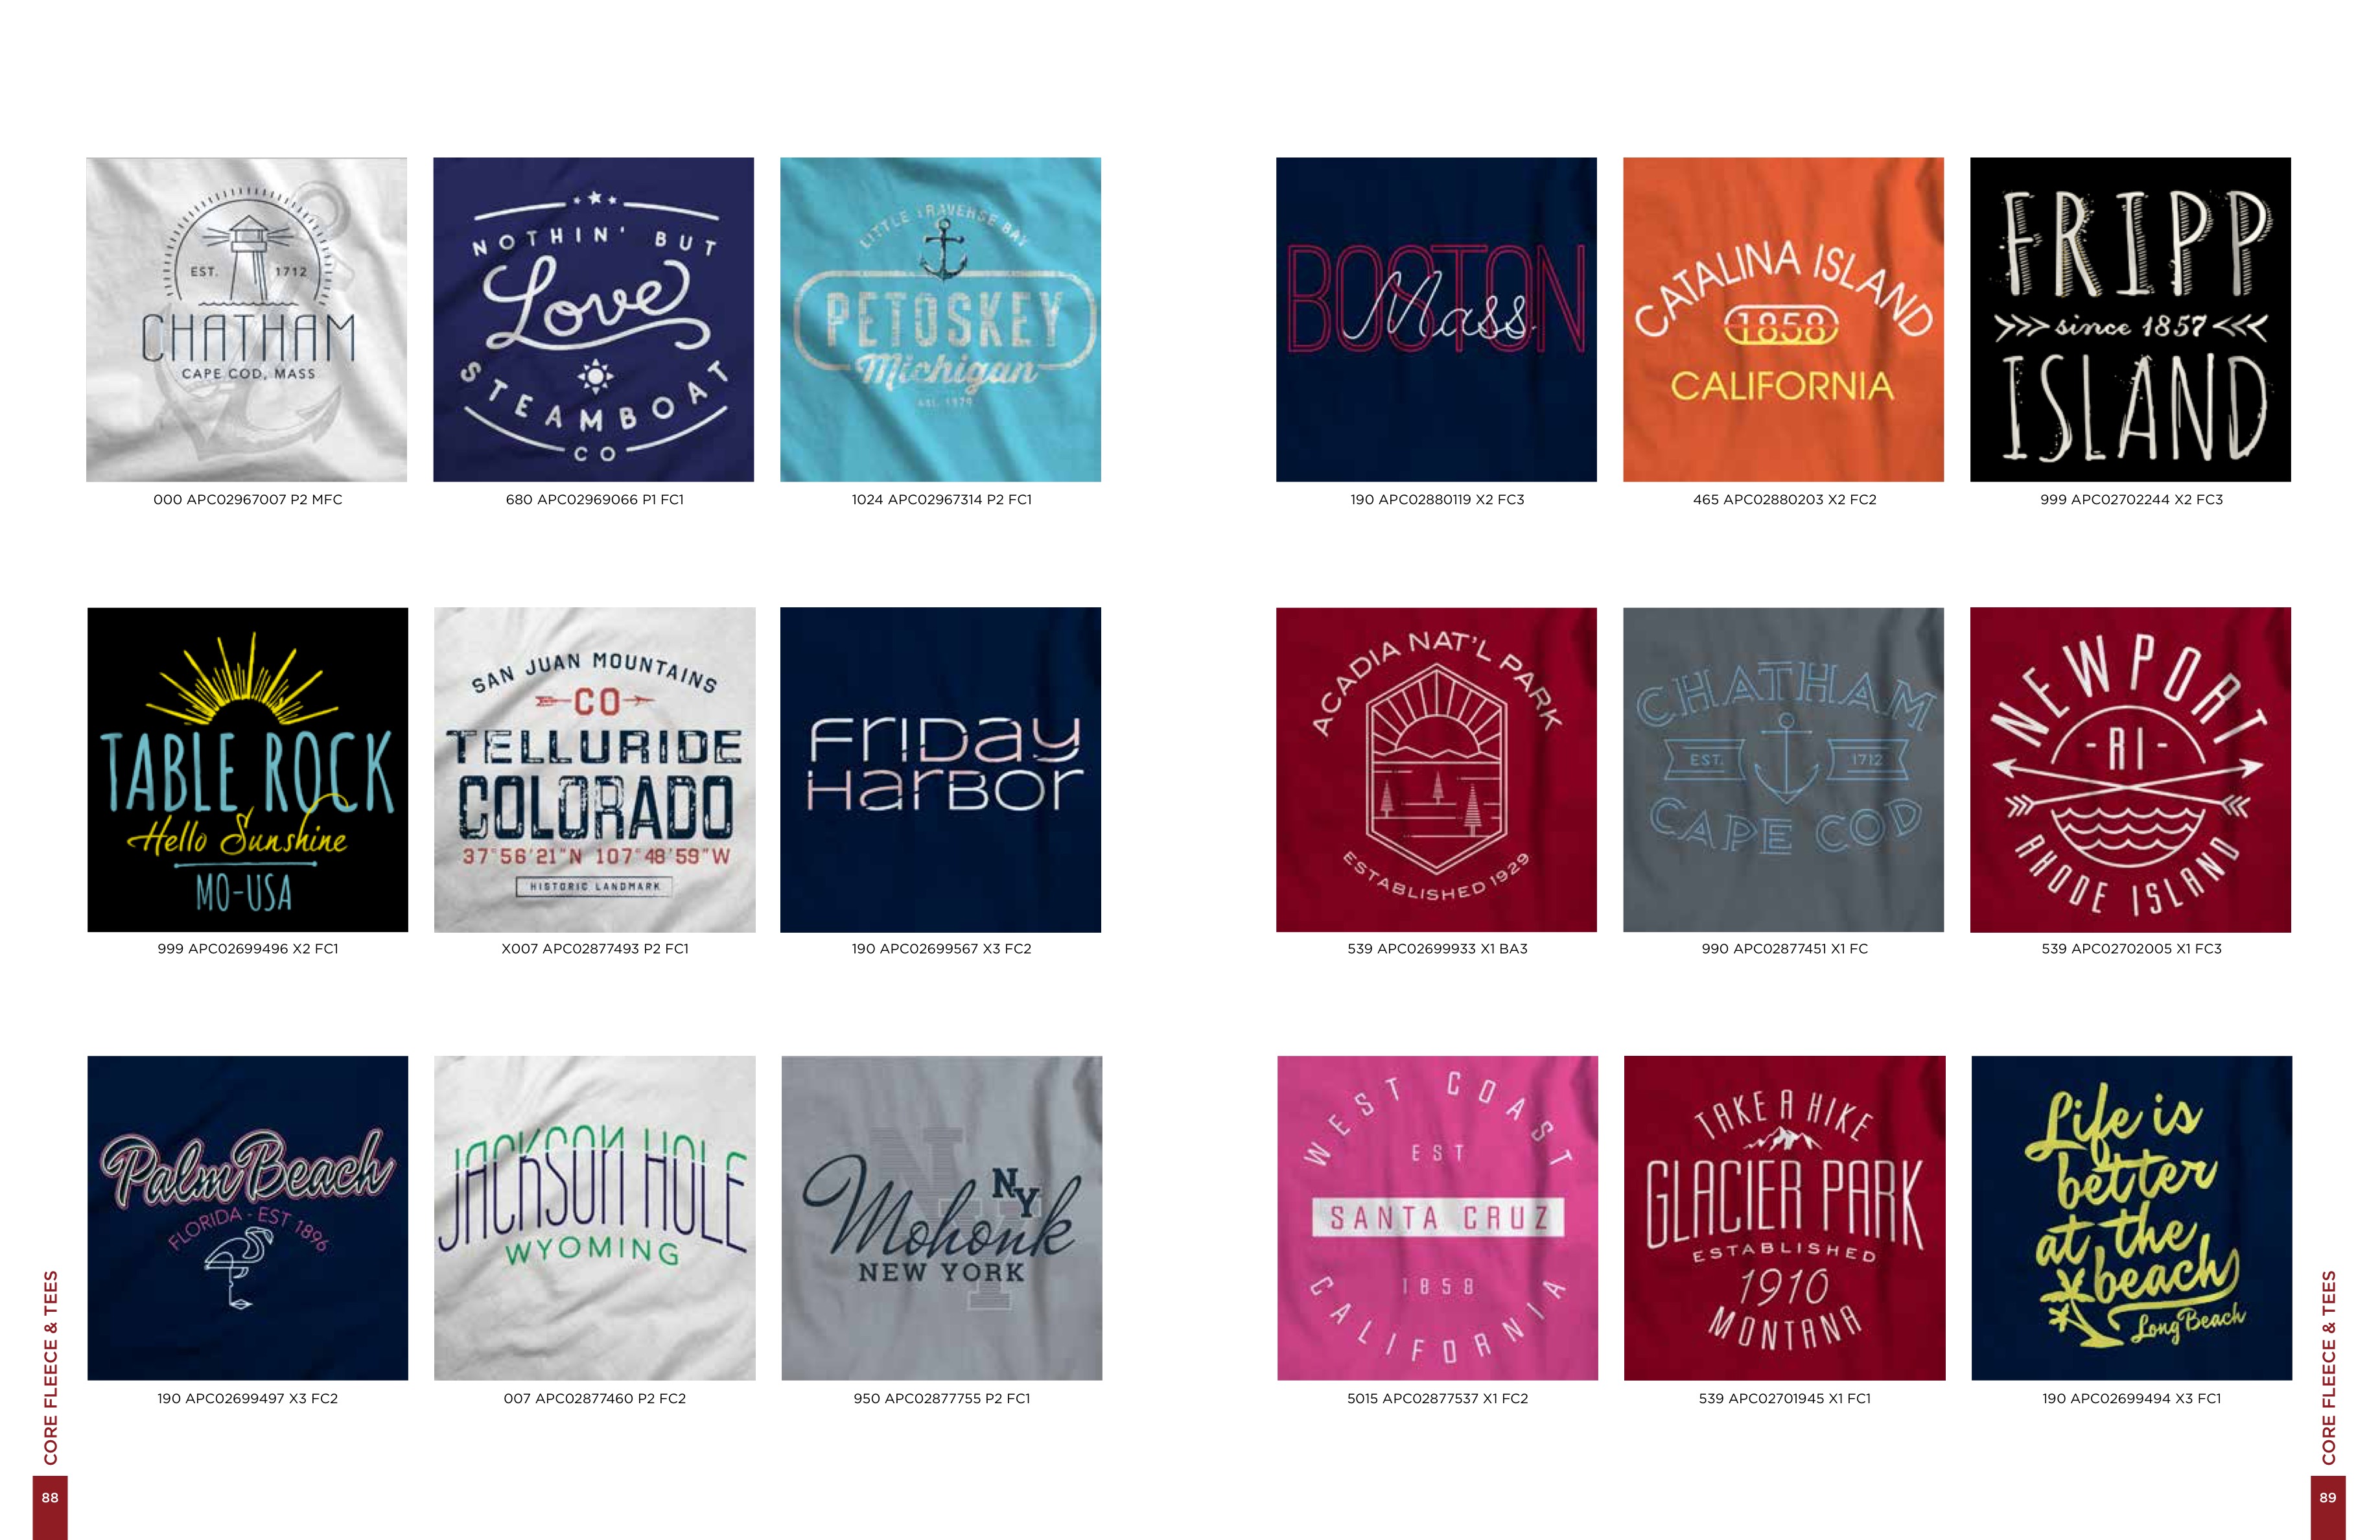 LITTLE TRAVERSE BAY
EST. 1712
CHATHAM
CAPE COD, MASS
000 APC02967007 P2 MFC
NOTHIN' BUT
Love
STEAMBOAT
CO
680 APC02969066 P1 FC1
PETOSKEY
Michigan
EST. 1879
1024 APC02967314 P2 FC1
BOSTON
Mass.
190 APC02880119 X2 FC3
CATALINA ISLAND
1858
CALIFORNIA
465 APC02880203 X2 FC2
FRIPP
since 1857
ISLAND
999 APC02702244 X2 FC3
TABLE ROCK
Hello Sunshine
MO-USA
999 APC02699496 X2 FC1
SAN JUAN MOUNTAINS
CO
TELLURIDE
COLORADO
37°56'21"N 107°48'59"W
HISTORIC LANDMARK
X007 APC02877493 P2 FC1
FRIDay
HarBOr
190 APC02699567 X3 FC2
ACADIA NAT'L PARK
ESTABLISHED 1929
539 APC02699933 X1 BA3
CHATHAM
EST. 1712
CAPE COD
990 APC02877451 X1 FC
NEWPORT
-RI-
RHODE ISLAND
539 APC02702005 X1 FC3
Palm Beach
FLORIDA - EST 1896
190 APC02699497 X3 FC2
JACKSON HOLE
WYOMING
007 APC02877460 P2 FC2
NY
Mohonk
NY
NEW YORK
950 APC02877755 P2 FC1
WEST COAST
EST
SANTA CRUZ
1858
CALIFORNIA
5015 APC02877537 X1 FC2
TAKE A HIKE
GLACIER PARK
ESTABLISHED
1910
MONTANA
539 APC02701945 X1 FC1
Life is
better
at the
beach
Long Beach
190 APC02699494 X3 FC1
CORE FLEECE & TEES
88
CORE FLEECE & TEES
89